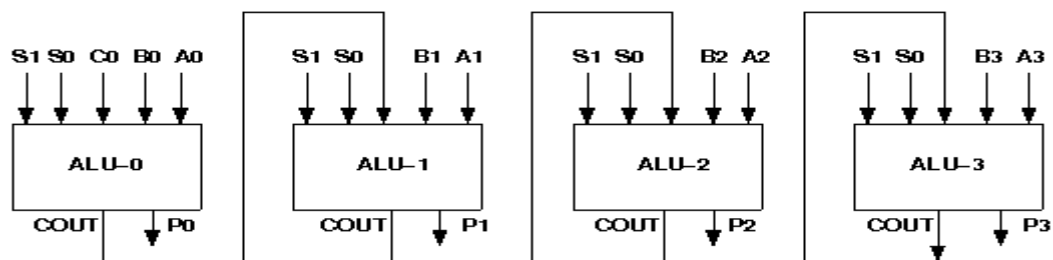 S1 S0 C0 B0 A0 S1 S0 B1 A1 S1 S0 B2 A2 S1 S0 B3 A3
ALU-0 ALU-1 ALU-2 ALU-3
COUT P0 COUT P1 COUT P2 COUT P3